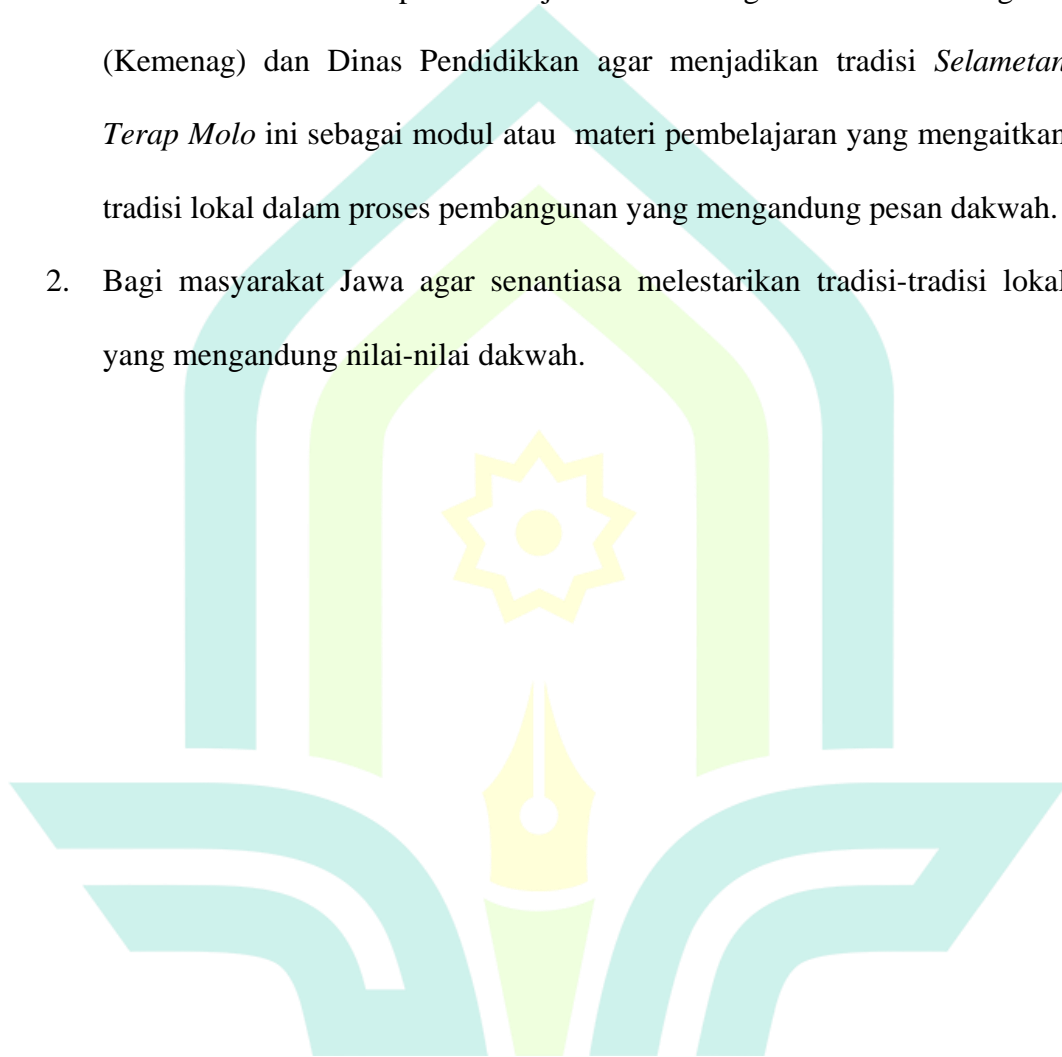 (Kemenag) dan Dinas Pendidikkan agar menjadikan tradisi Selametan
Terap Molo ini sebagai modul atau materi pembelajaran yang mengaitkan
tradisi lokal dalam proses pembangunan yang mengandung pesan dakwah.
2. Bagi masyarakat Jawa agar senantiasa melestarikan tradisi-tradisi lokal
yang mengandung nilai-nilai dakwah.